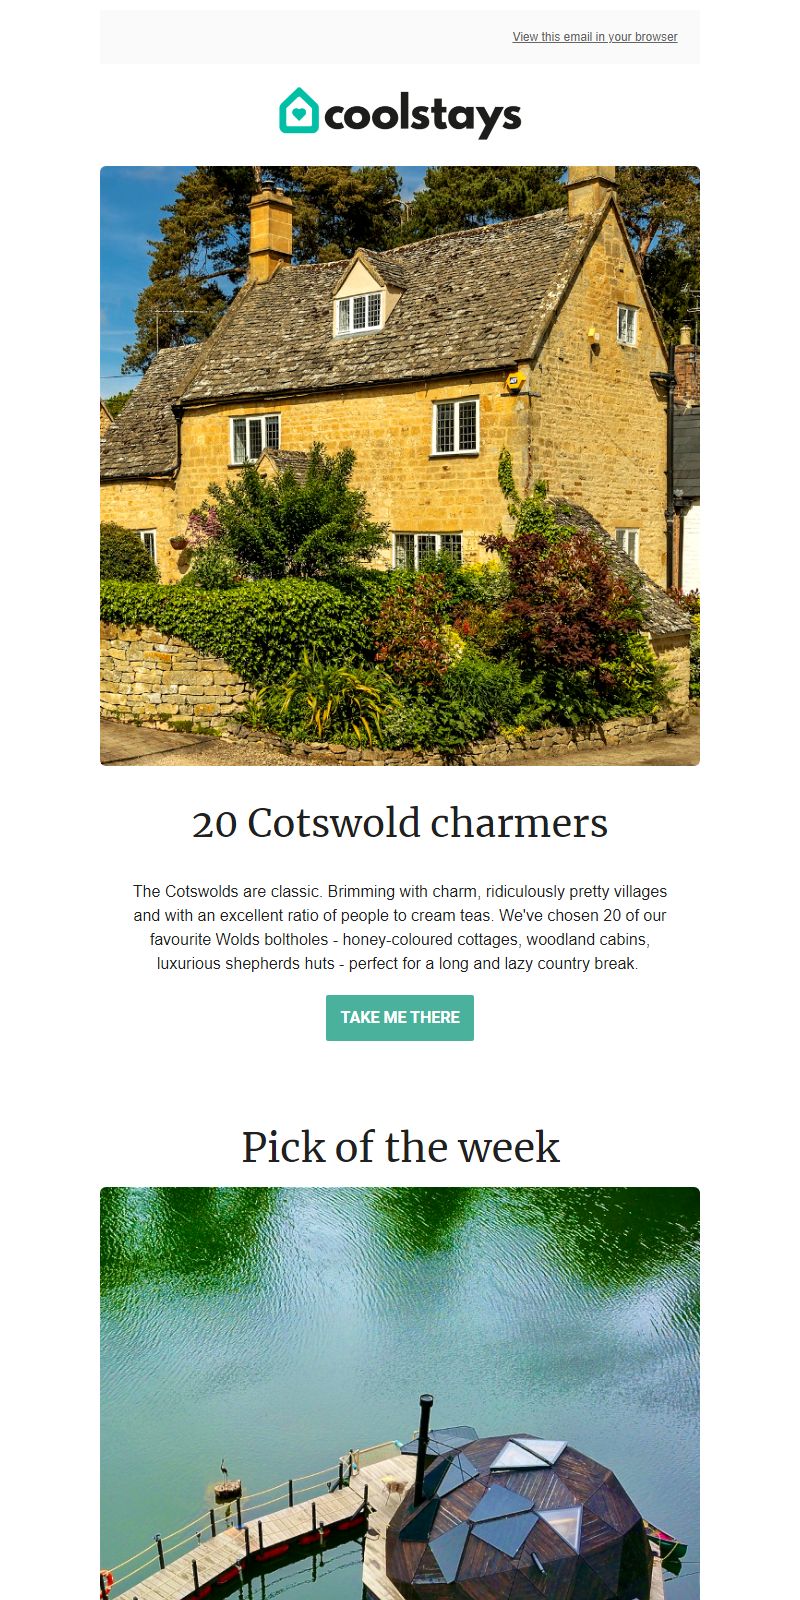 View this email in your browser
coolstays
20 Cotswold charmers
The Cotswolds are classic. Brimming with charm, ridiculously pretty villages
and with an excellent ratio of people to cream teas. We've chosen 20 of our
favourite Wolds boltholes - honey-coloured cottages, woodland cabins,
luxurious shepherds huts - perfect for a long and lazy country break.
TAKE ME THERE
Pick of the week